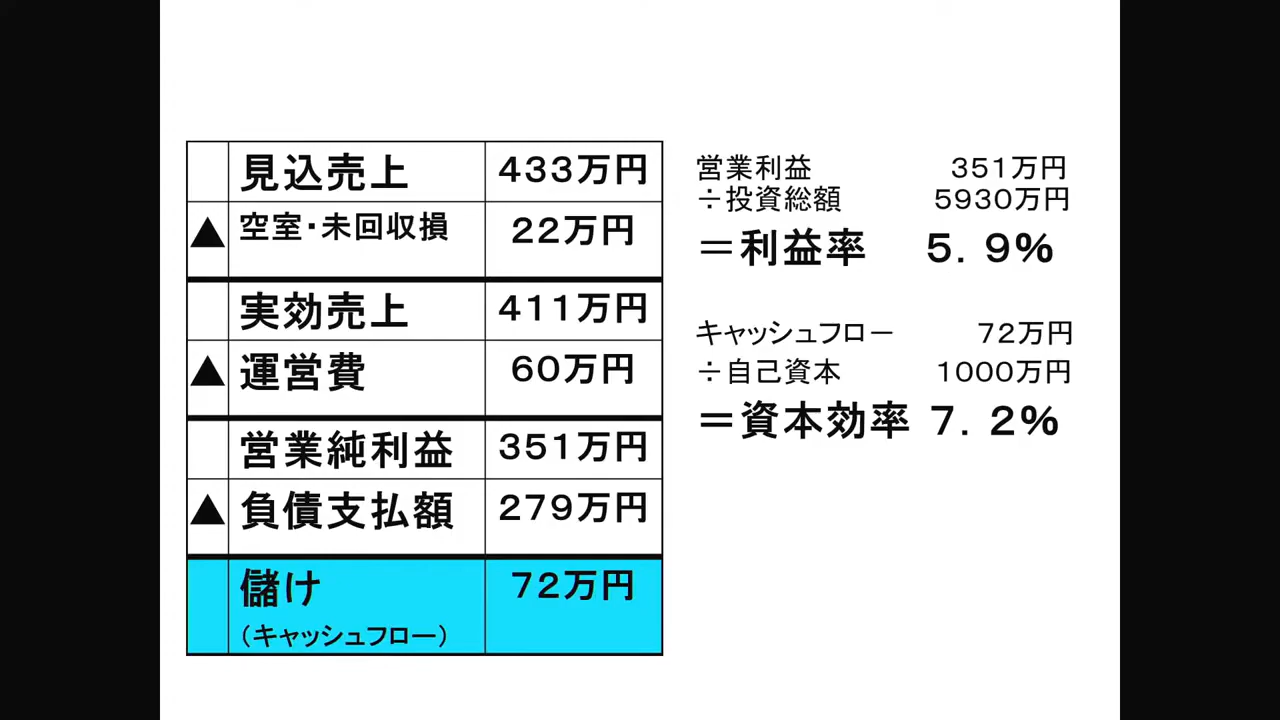 見込売上 433万円
▲ 空室・未回収損 22万円
実効売上 411万円
▲ 運営費 60万円
営業純利益 351万円
▲ 負債支払額 279万円
儲け 72万円
(キャッシュフロー)
営業利益 351万円
÷投資総額 5930万円
＝利益率 5.9%
キャッシュフロー 72万円
÷自己資本 1000万円
＝資本効率 7.2%